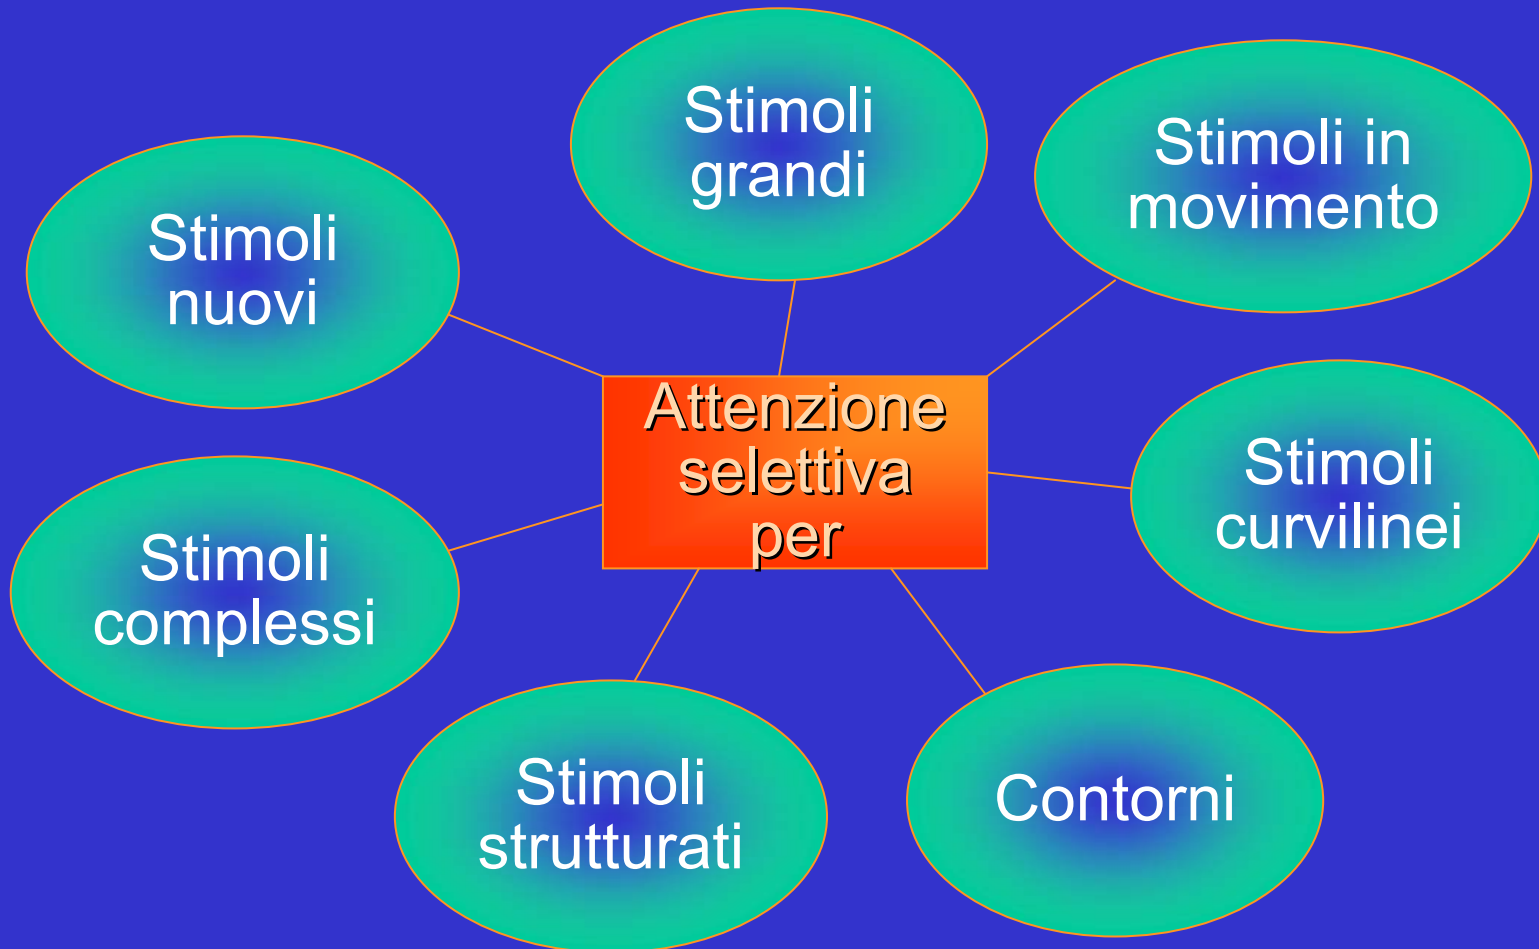 Stimoli
grandi
Stimoli in
movimento
Stimoli
nuovi
Attenzione
selettiva
per
Stimoli
curvilinei
Stimoli
complessi
Stimoli
strutturati
Contorni